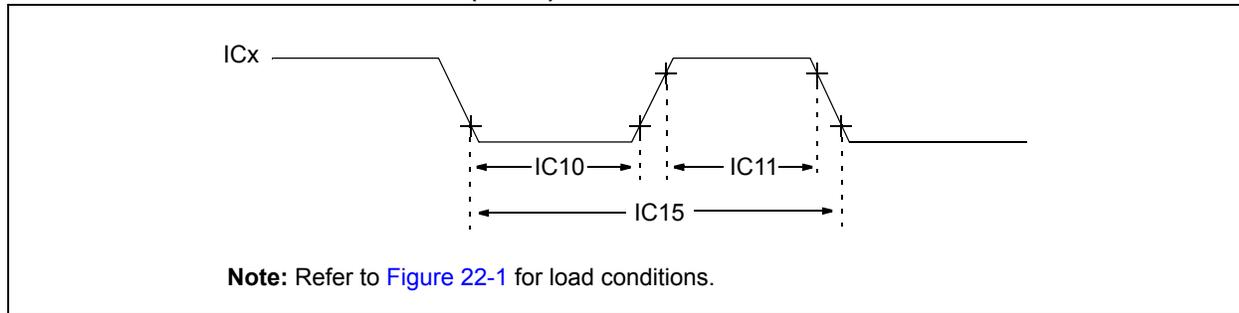 ICx
IC10
IC11
IC15
Note: Refer to Figure 22-1 for load conditions.